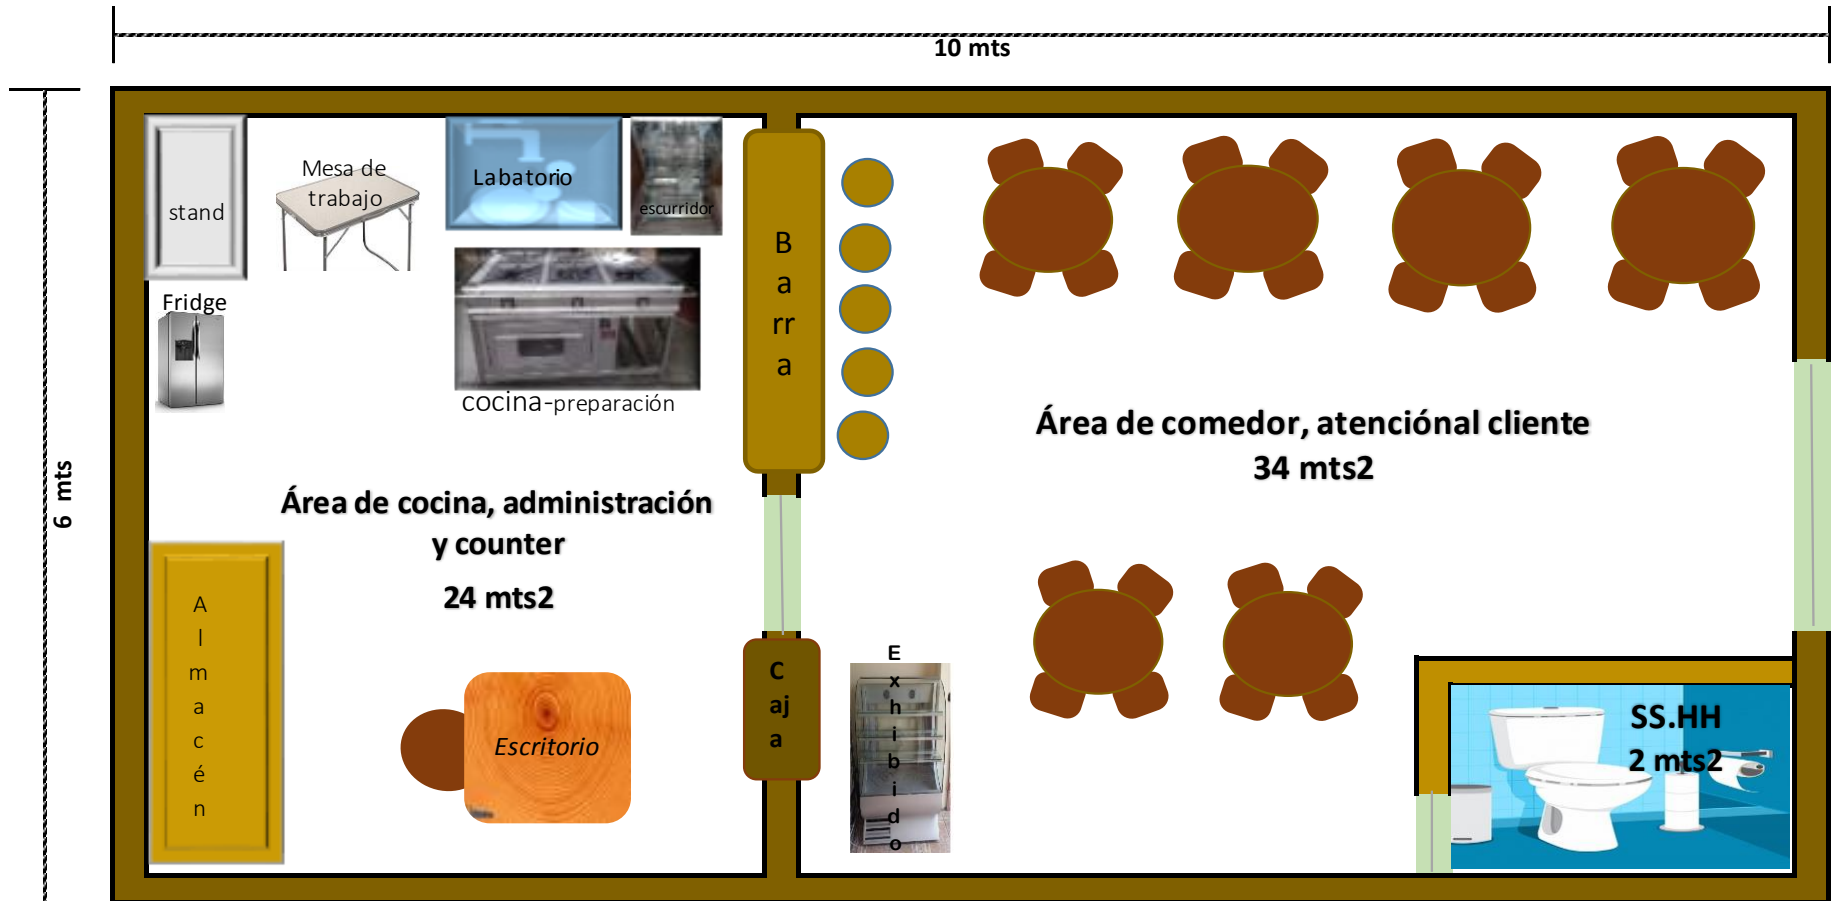 10 mts
6 mts
stand
Mesa de
trabajo
Labatorio
escurridor
Fridge
cocina-preparación
B
a
rr
a
Área de comedor, atenciónal cliente
34 mts2
Área de cocina, administración
y counter
24 mts2
A
l
m
a
c
é
n
Escritorio
C
aj
a
E
x
h
i
b
i
d
o
SS.HH
2 mts2